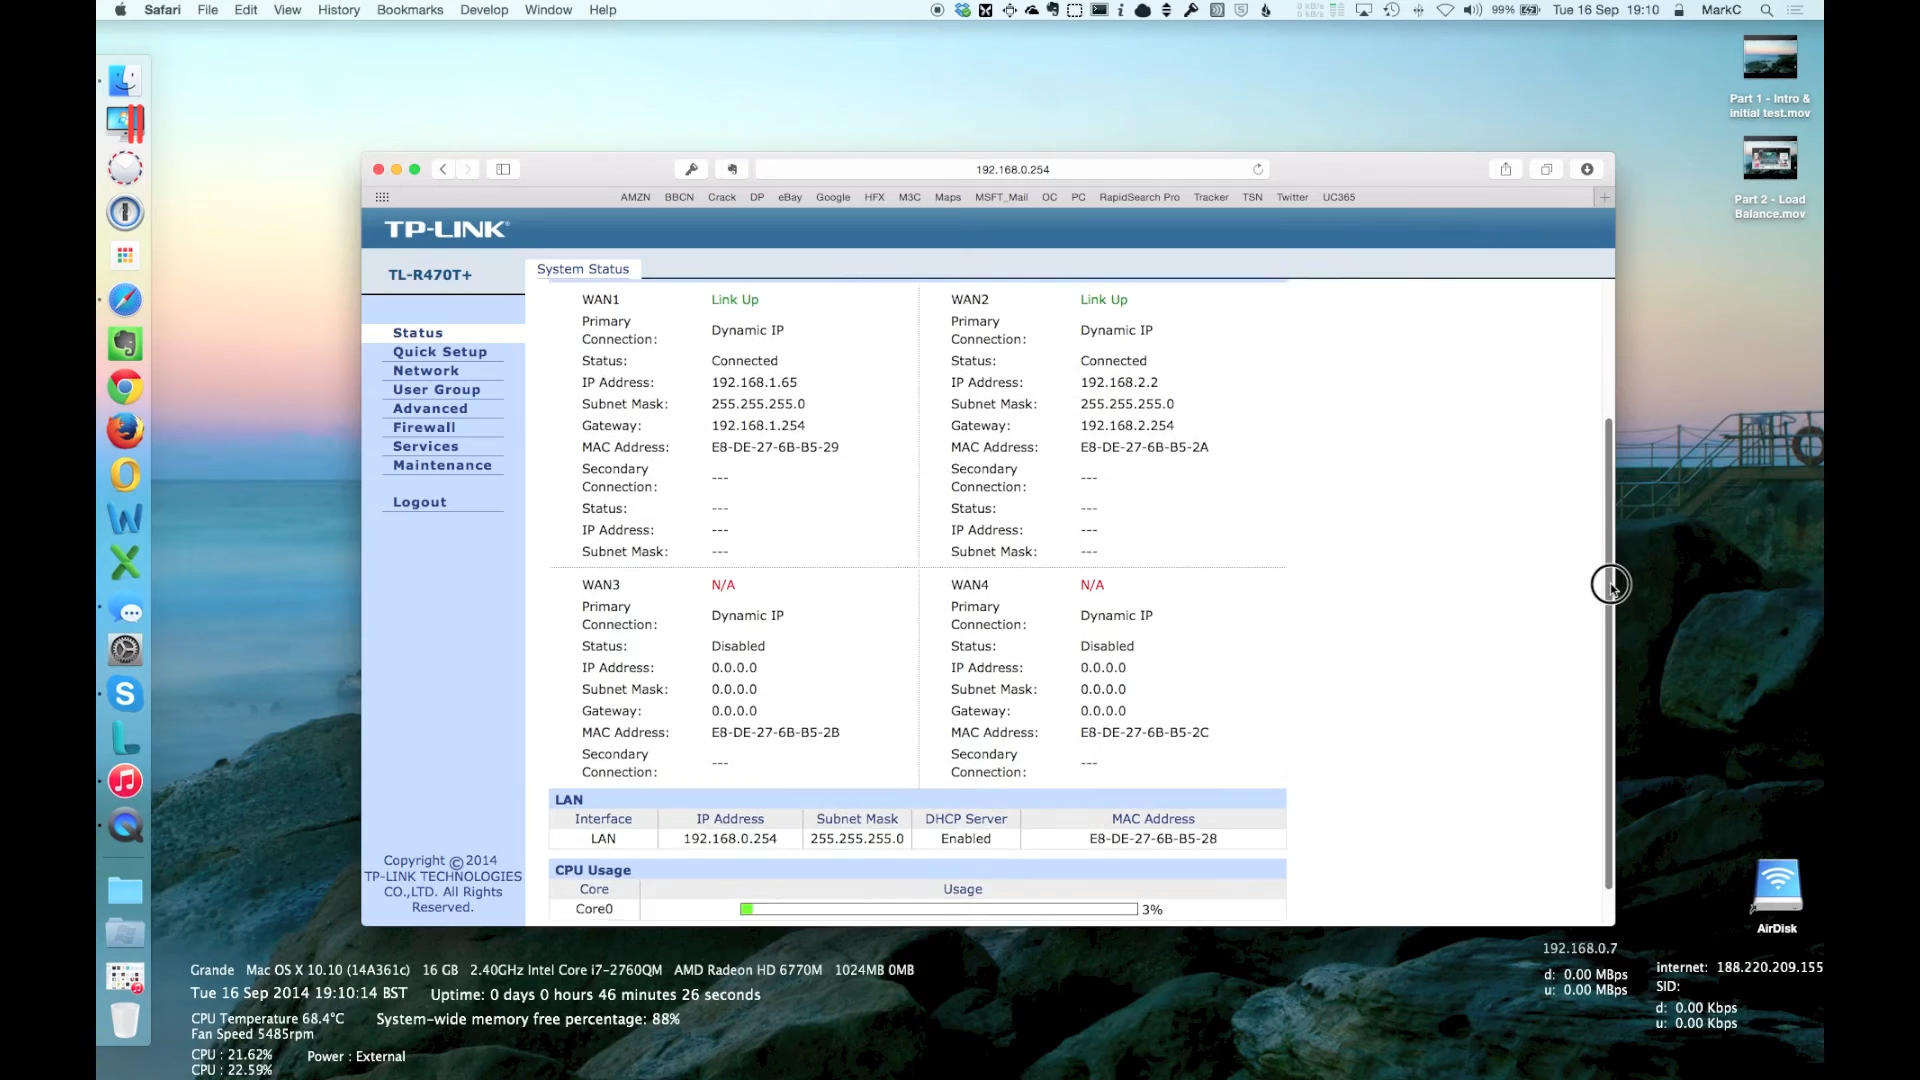 Safari File Edit View History Bookmarks Develop Window Help
99% Tue 16 Sep 19:10 MarkC
Part 1 - Intro &
initial test.mov
Part 2 - Load
Balance.mov
192.168.0.254
AMZN BBCN Crack DP eBay Google HFX M3C Maps MSFT_Mail OC PC RapidSearch Pro Tracker TSN Twitter UC365
TP-LINK
TL-R470T+
System Status
Status
Quick Setup
Network
User Group
Advanced
Firewall
Services
Maintenance
Logout
Copyright © 2014
TP-LINK TECHNOLOGIES
CO.,LTD. All Rights
Reserved.
WAN1 Link Up WAN2 Link Up
Primary Connection: Dynamic IP Primary Connection: Dynamic IP
Status: Connected Status: Connected
IP Address: 192.168.1.65 IP Address: 192.168.2.2
Subnet Mask: 255.255.255.0 Subnet Mask: 255.255.255.0
Gateway: 192.168.1.254 Gateway: 192.168.2.254
MAC Address: E8-DE-27-6B-B5-29 MAC Address: E8-DE-27-6B-B5-2A
Secondary Connection: --- Secondary Connection: ---
Status: --- Status: ---
IP Address: --- IP Address: ---
Subnet Mask: --- Subnet Mask: ---
WAN3 N/A WAN4 N/A
Primary Connection: Dynamic IP Primary Connection: Dynamic IP
Status: Disabled Status: Disabled
IP Address: 0.0.0.0 IP Address: 0.0.0.0
Subnet Mask: 0.0.0.0 Subnet Mask: 0.0.0.0
Gateway: 0.0.0.0 Gateway: 0.0.0.0
MAC Address: E8-DE-27-6B-B5-2B MAC Address: E8-DE-27-6B-B5-2C
Secondary Connection: --- Secondary Connection: ---
LAN
Interface IP Address Subnet Mask DHCP Server MAC Address
LAN 192.168.0.254 255.255.255.0 Enabled E8-DE-27-6B-B5-28
CPU Usage
Core Usage
Core0 3%
AirDisk
Grande Mac OS X 10.10 (14A361c) 16 GB 2.40GHz Intel Core i7-2760QM AMD Radeon HD 6770M 1024MB 0MB
Tue 16 Sep 2014 19:10:14 BST Uptime: 0 days 0 hours 46 minutes 26 seconds
CPU Temperature 68.4°C System-wide memory free percentage: 88%
Fan Speed 5485rpm
CPU : 21.62% Power : External
CPU : 22.59%
192.168.0.7
d: 0.00 MBps
u: 0.00 MBps
internet: 188.220.209.155
SID:
d: 0.00 Kbps
u: 0.00 Kbps